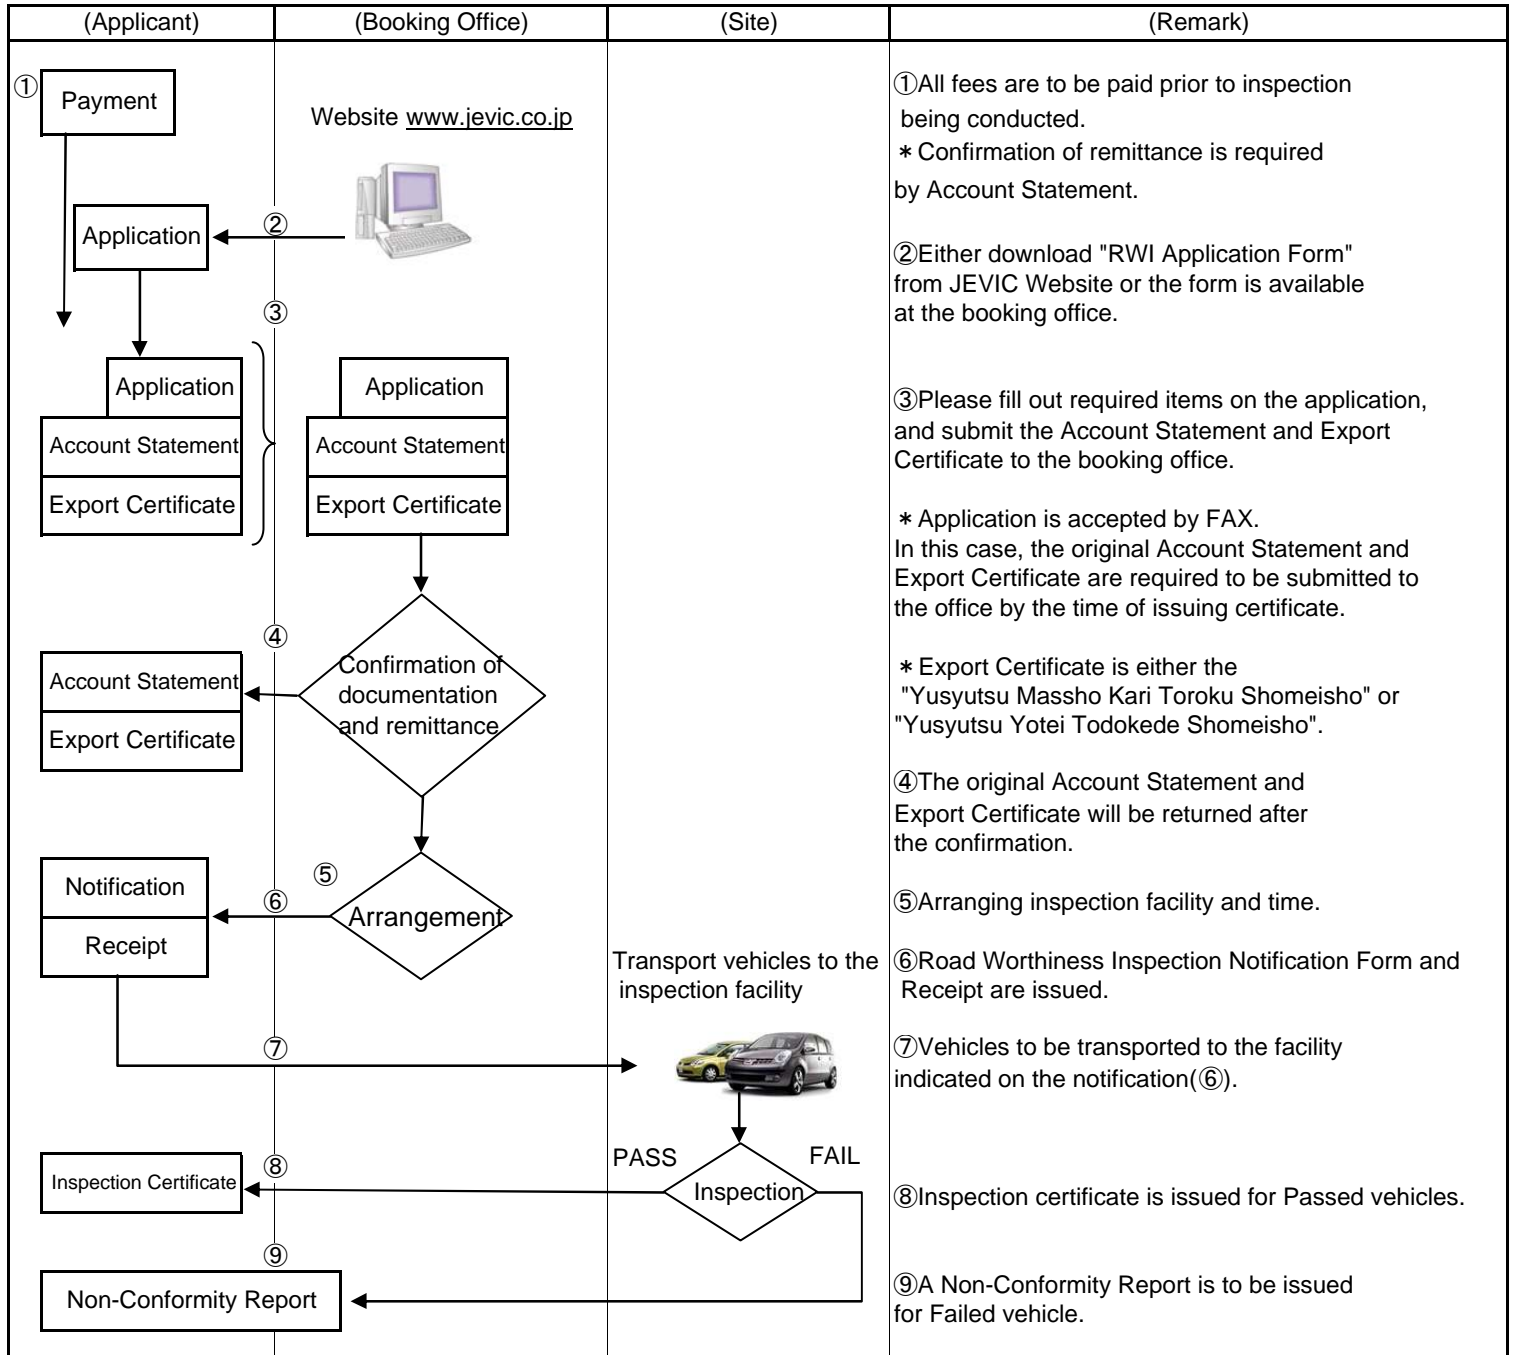 (Applicant)
(Booking Office)
(Site)
(Remark)
①
Payment
Website www.jevic.co.jp
Application
②
③
Application
Account Statement
Export Certificate
Application
Account Statement
Export Certificate
④
Confirmation of
documentation
and remittance
Account Statement
Export Certificate
⑤
Notification
Receipt
⑥
Arrangement
Transport vehicles to the
inspection facility
⑦
PASS
FAIL
Inspection
⑧
Inspection Certificate
⑨
Non-Conformity Report
①All fees are to be paid prior to inspection
being conducted.
＊Confirmation of remittance is required
by Account Statement.
②Either download "RWI Application Form"
from JEVIC Website or the form is available
at the booking office.
③Please fill out required items on the application,
and submit the Account Statement and Export
Certificate to the booking office.
＊Application is accepted by FAX.
In this case, the original Account Statement and
Export Certificate are required to be submitted to
the office by the time of issuing certificate.
＊Export Certificate is either the
"Yusyutsu Massho Kari Toroku Shomeisho" or
"Yusyutsu Yotei Todokede Shomeisho".
④The original Account Statement and
Export Certificate will be returned after
the confirmation.
⑤Arranging inspection facility and time.
⑥Road Worthiness Inspection Notification Form and
Receipt are issued.
⑦Vehicles to be transported to the facility
indicated on the notification(⑥).
⑧Inspection certificate is issued for Passed vehicles.
⑨A Non-Conformity Report is to be issued
for Failed vehicle.